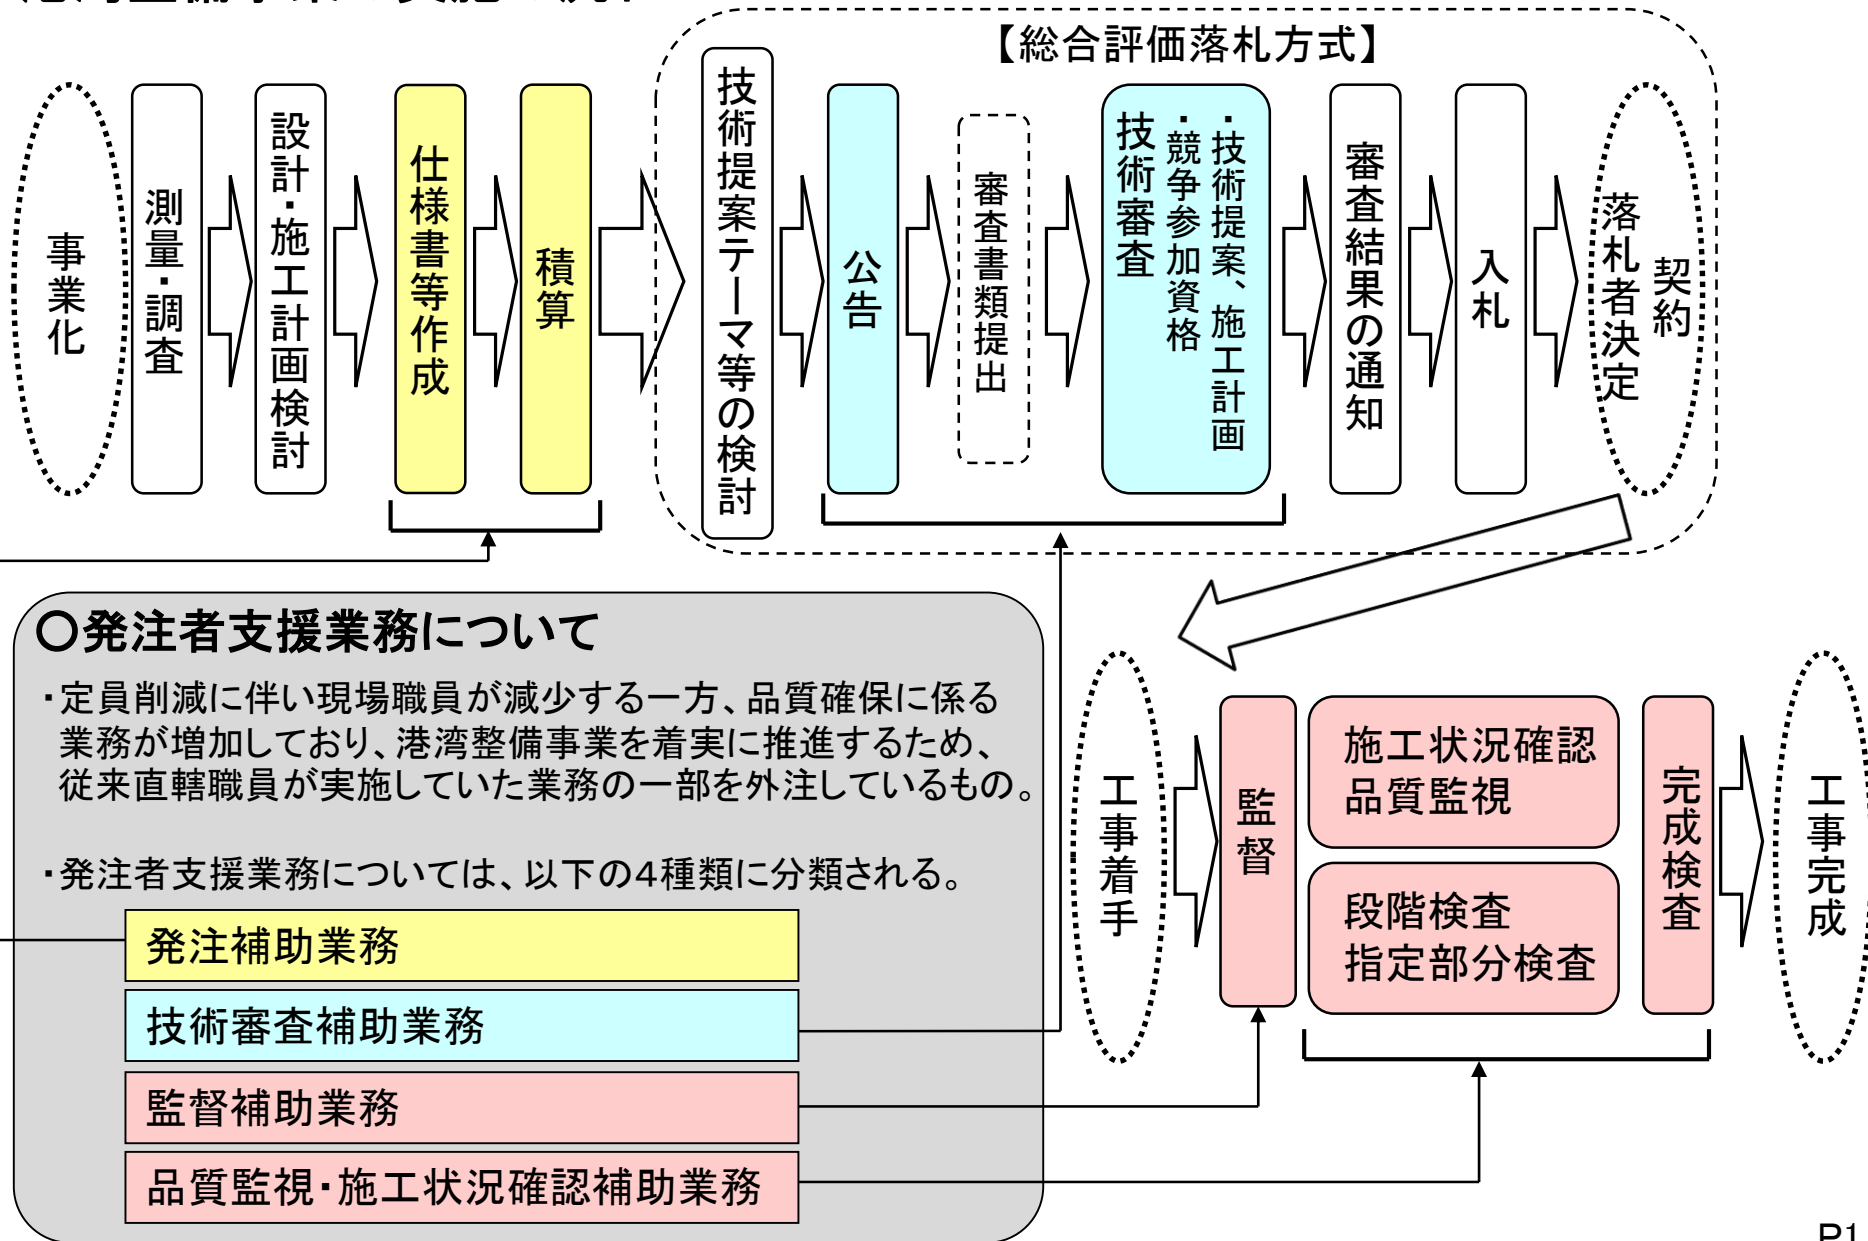 【総合評価落札方式】
事業化
測量・調査
設計・施工計画検討
仕様書等作成
積算
技術提案テーマ等の検討
公告
審査書類提出
・技術提案、施工計画
・競争参加資格
技術審査
審査結果の通知
入札
契約
落札者決定
〇発注者支援業務について
・定員削減に伴い現場職員が減少する一方、品質確保に係る
業務が増加しており、港湾整備事業を着実に推進するため、
従来直轄職員が実施していた業務の一部を外注しているもの。
・発注者支援業務については、以下の4種類に分類される。
発注補助業務
技術審査補助業務
監督補助業務
品質監視・施工状況確認補助業務
工事着手
監督
施工状況確認
品質監視
段階検査
指定部分検査
完成検査
工事完成
P1